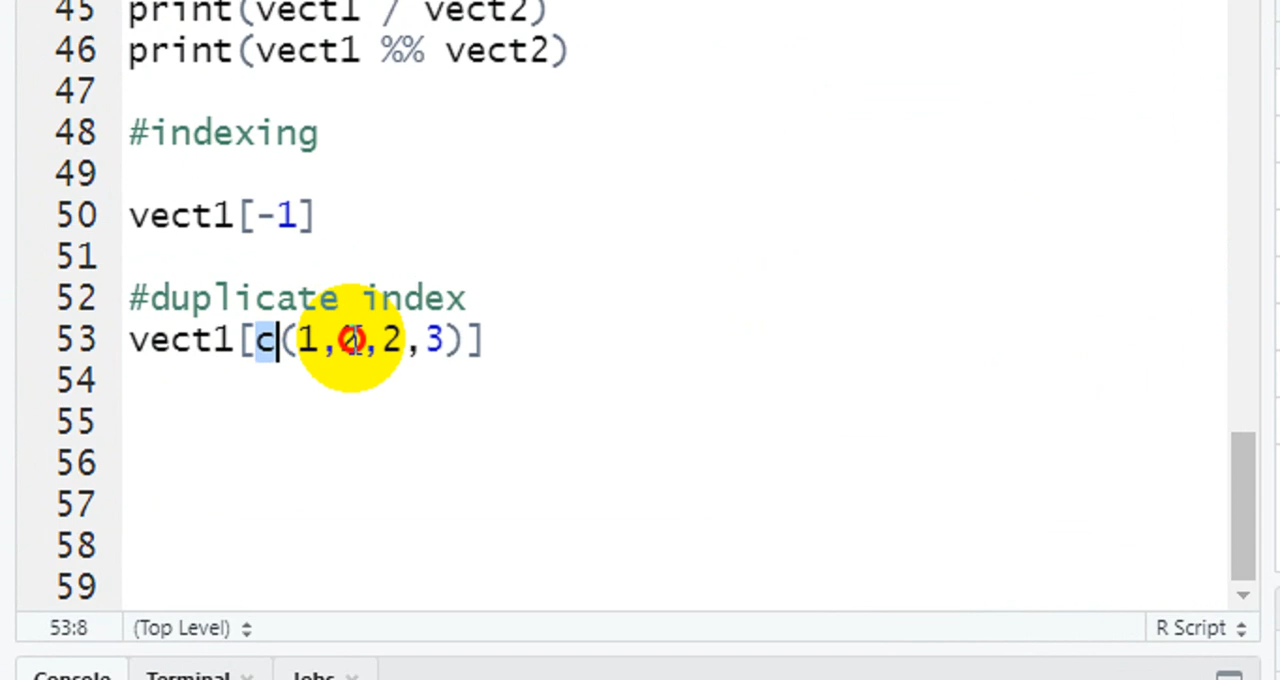 45 print(vect1 / vect2)
46 print(vect1 %% vect2)
47
48 #indexing
49
50 vect1[-1]
51
52 #duplicate index
53 vect1[c(1,2,2,3)]
54
55
56
57
58
59
53:8 (Top Level) R Script
Console Terminal Jobs